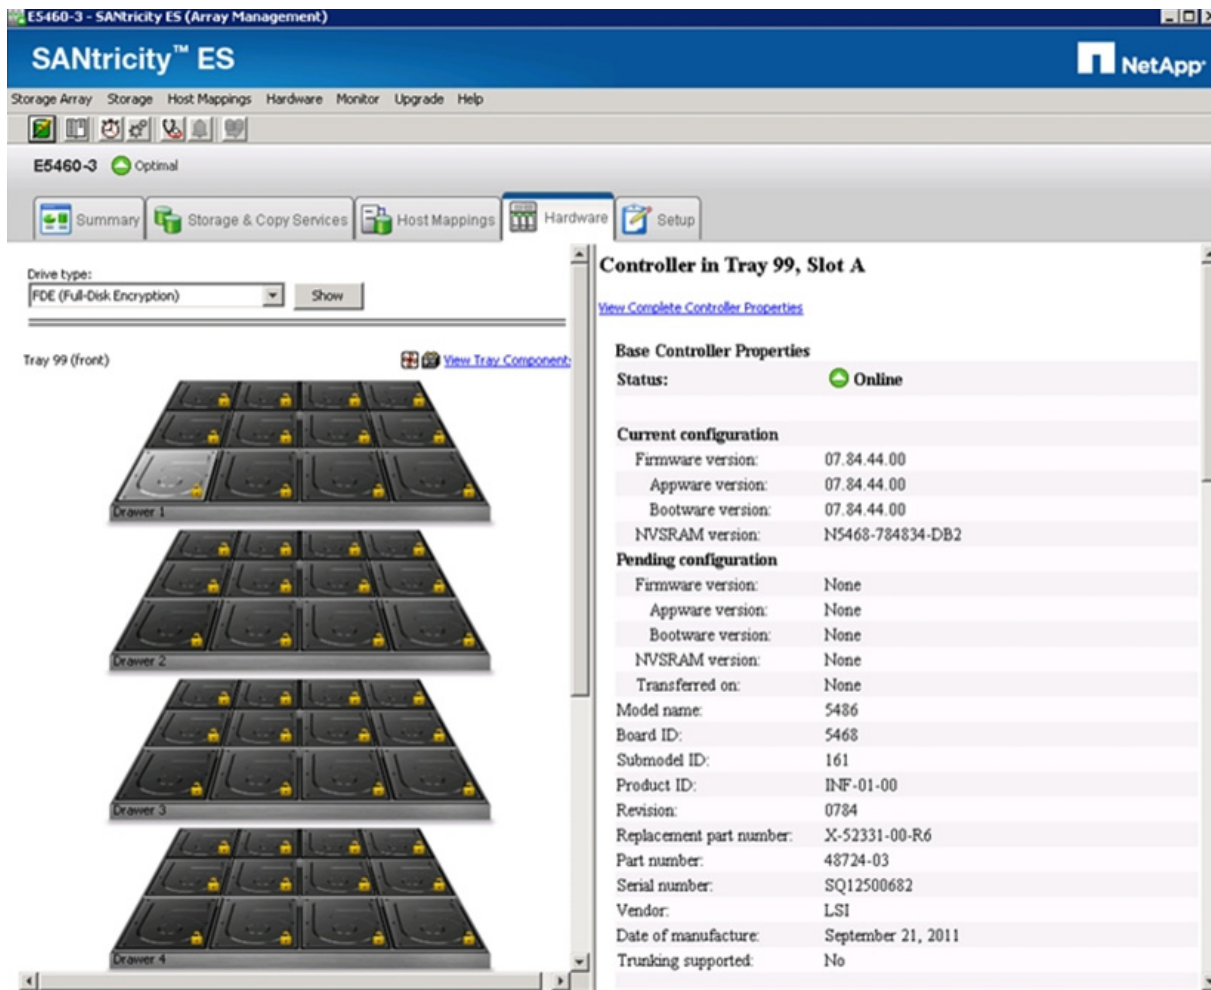 E5460-3 - SANtricity ES (Array Management)
SANtricity™ ES
NetApp®
Storage Array Storage Host Mappings Hardware Monitor Upgrade Help
E5460-3 Optimal
Summary Storage & Copy Services Host Mappings Hardware Setup
Drive type:
FDE (Full-Disk Encryption) Show
Tray 99 (front) View Tray Component
Drawer 1
Drawer 2
Drawer 3
Drawer 4
Controller in Tray 99, Slot A
View Complete Controller Properties
Base Controller Properties
Status: Online
Current configuration
Firmware version: 07.84.44.00
Appware version: 07.84.44.00
Bootware version: 07.84.44.00
NVSRAM version: N5468-784834-DB2
Pending configuration
Firmware version: None
Appware version: None
Bootware version: None
NVSRAM version: None
Transferred on: None
Model name: 5486
Board ID: 5468
Submodel ID: 161
Product ID: INF-01-00
Revision: 0784
Replacement part number: X-52331-00-R6
Part number: 48724-03
Serial number: SQ12500682
Vendor: LSI
Date of manufacture: September 21, 2011
Trunking supported: No